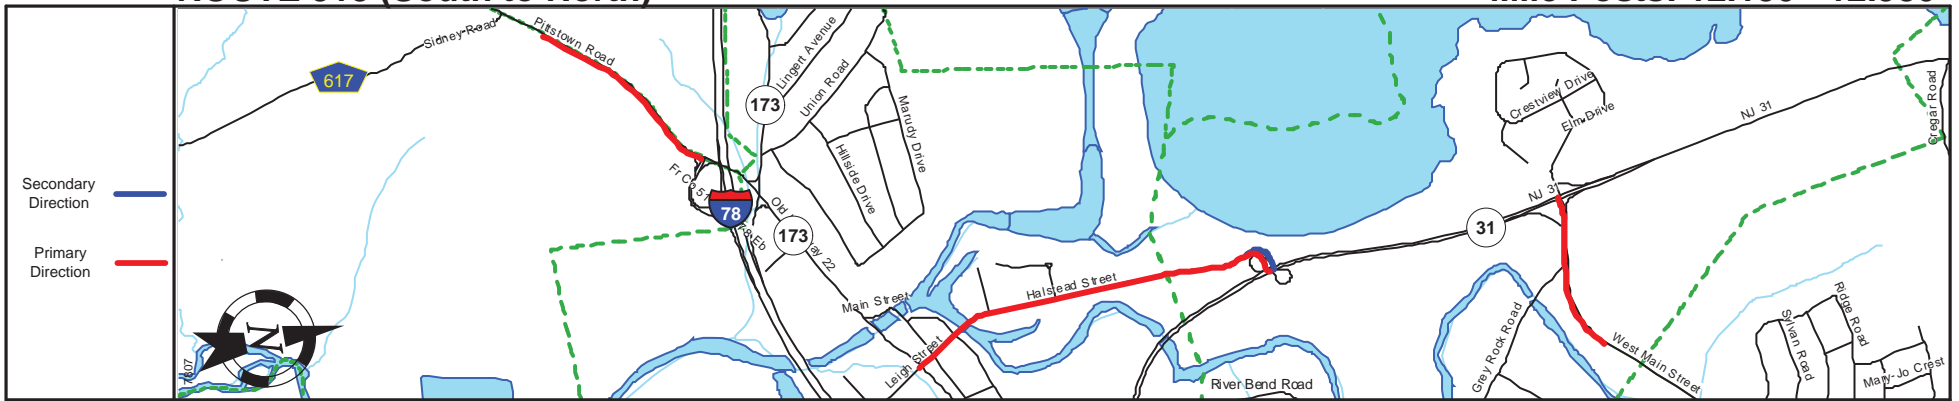 Secondary
Direction
Primary
Direction
Sidney Road
617
Pittstown Road
173
Lingert Avenue
Union Road
Marudy Drive
Hillside Drive
78
173
Main Street
Leigh Street
Halstead Street
31
NJ 31
NJ 31
Crestview Drive
Elm Drive
Cregar Road
Grey Rock Road
West Main Street
River Bend Road
Sylvan Road
Ridge Road
Mary-Jo Crest
N